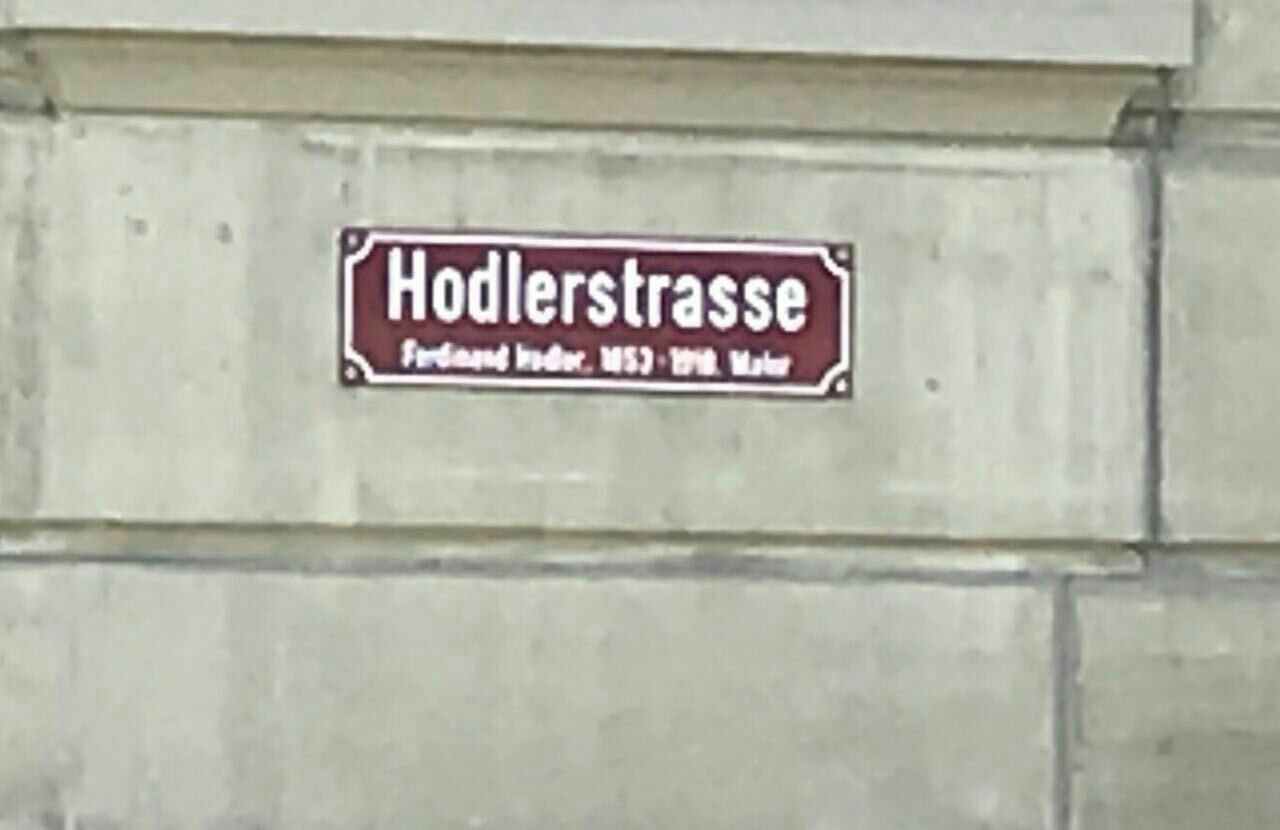 Hodlerstrasse
Ferdinand Hodler. 1853 - 1918. Maler